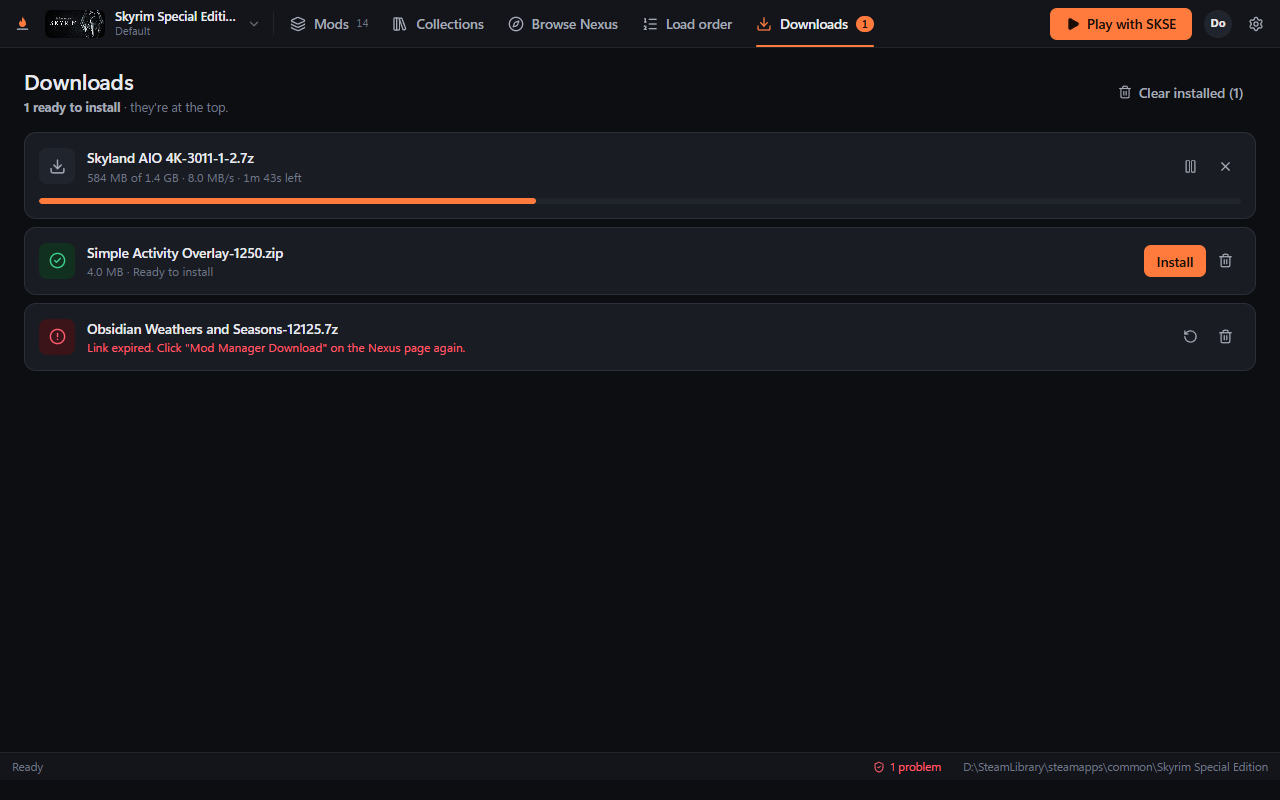 Skyrim Special Editi...
Default
Mods 14
Collections
Browse Nexus
Load order
Downloads 1
Play with SKSE
Do
Downloads
1 ready to install · they're at the top.
Clear installed (1)
Skyland AIO 4K-3011-1-2.7z
584 MB of 1.4 GB · 8.0 MB/s · 1m 43s left
Simple Activity Overlay-1250.zip
4.0 MB · Ready to install
Install
Obsidian Weathers and Seasons-12125.7z
Link expired. Click "Mod Manager Download" on the Nexus page again.
Ready
1 problem
D:\SteamLibrary\steamapps\common\Skyrim Special Edition